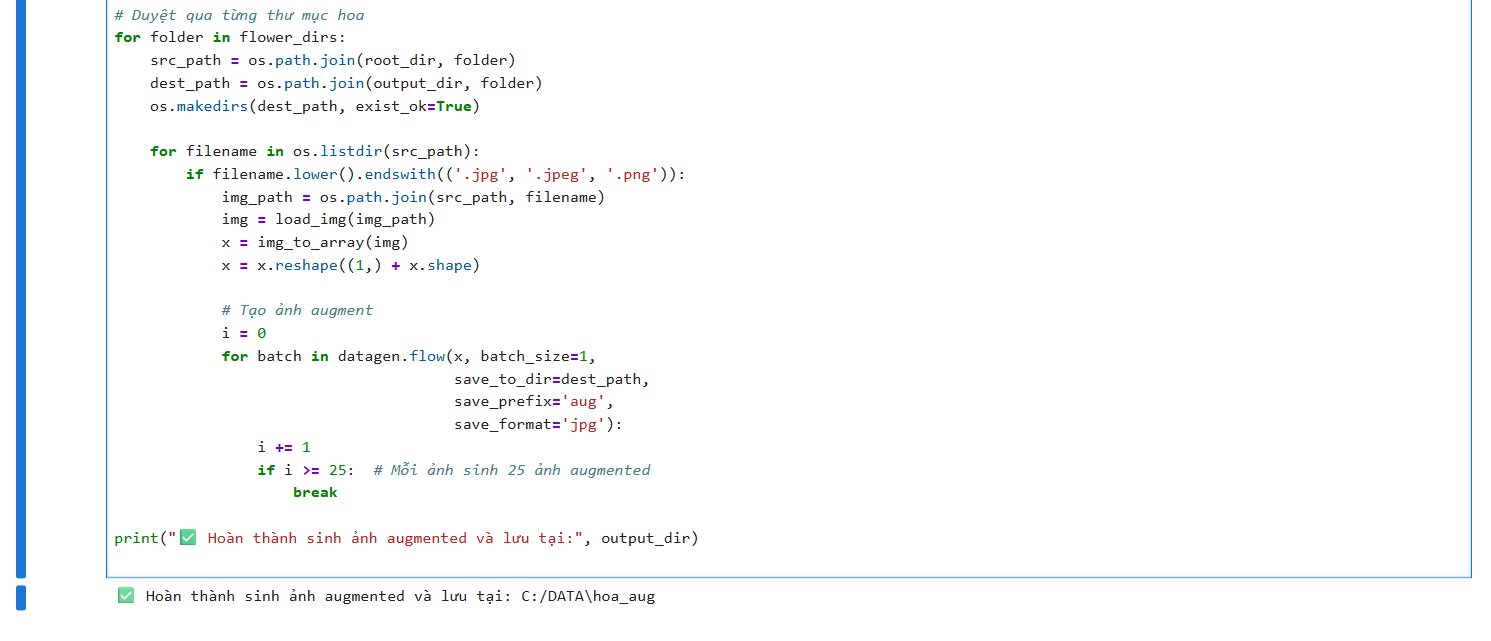 # Duyệt qua từng thư mục hoa
for folder in flower_dirs:
    src_path = os.path.join(root_dir, folder)
    dest_path = os.path.join(output_dir, folder)
    os.makedirs(dest_path, exist_ok=True)

    for filename in os.listdir(src_path):
        if filename.lower().endswith(('.jpg', '.jpeg', '.png')):
            img_path = os.path.join(src_path, filename)
            img = load_img(img_path)
            x = img_to_array(img)
            x = x.reshape((1,) + x.shape)

            # Tạo ảnh augment
            i = 0
            for batch in datagen.flow(x, batch_size=1,
                                      save_to_dir=dest_path,
                                      save_prefix='aug',
                                      save_format='jpg'):
                i += 1
                if i >= 25:  # Mỗi ảnh sinh 25 ảnh augmented
                    break

print("✅ Hoàn thành sinh ảnh augmented và lưu tại:", output_dir)
✅ Hoàn thành sinh ảnh augmented và lưu tại: C:/DATA\hoa_aug